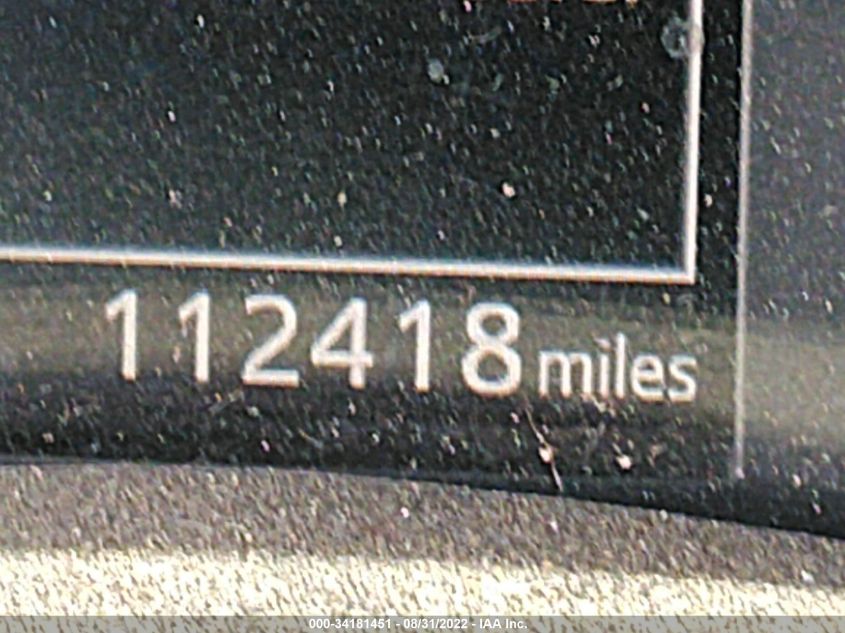 112418 miles
000-34181451 - 08/31/2022 - IAA Inc.